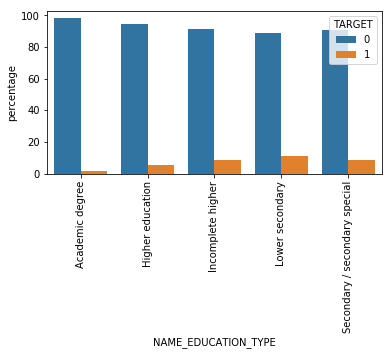 100
80
60
40
20
0
percentage
TARGET
0
1
Academic degree
Higher education
Incomplete higher
Lower secondary
Secondary / secondary special
NAME_EDUCATION_TYPE